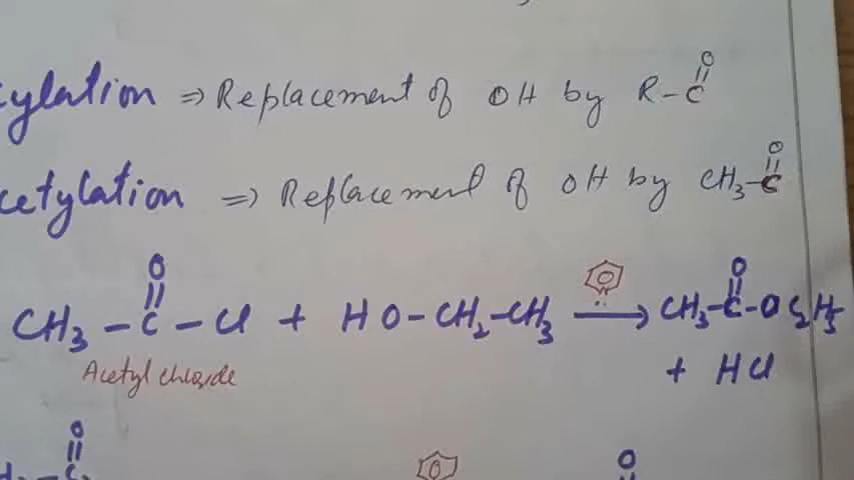 O
cylation ⇒ Replacement of OH by R-C
O
cetylation ⇒ Replacement of OH by CH3-C
O
CH3-C-Cl + HO-CH2-CH3 → CH3-C-OC2H5
O
Acetyl chloride
+ HCl
O
O